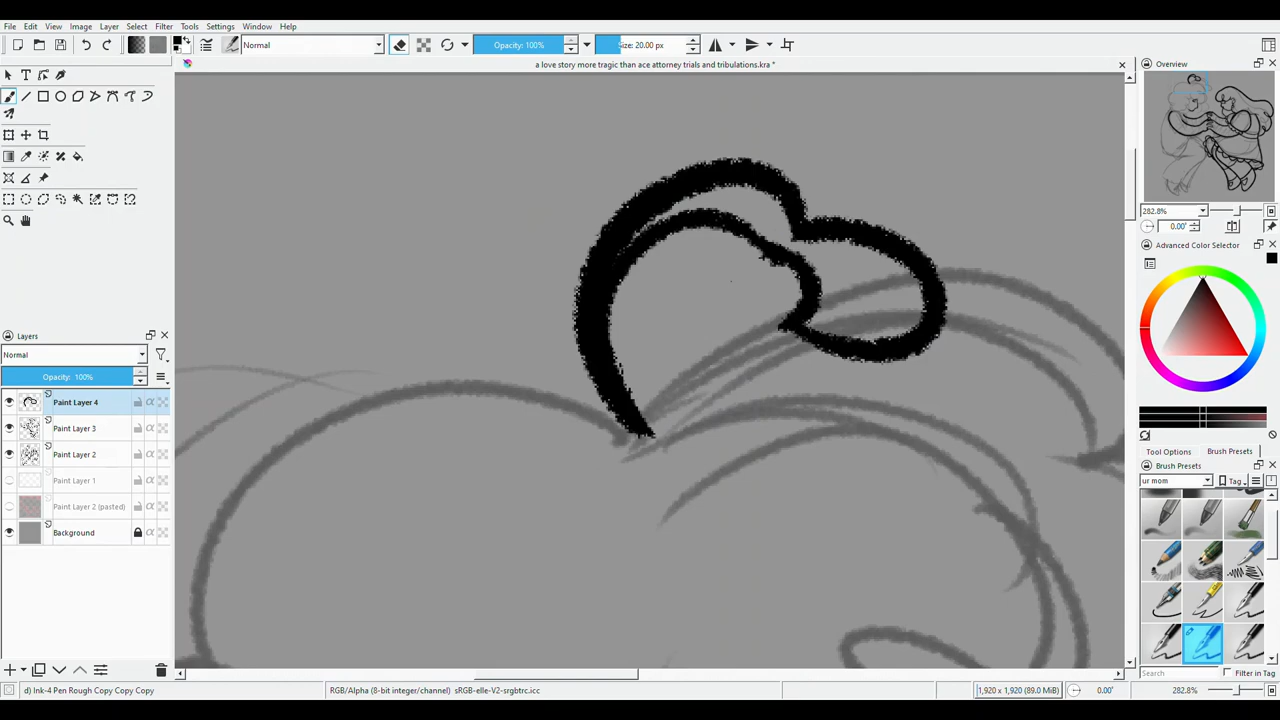 File Edit View Image Layer Select Filter Tools Settings Window Help
Normal Opacity: 100% Size: 20.00 px
a love story more tragic than ace attorney trials and tribulations.kra *
Overview
282.8%
0.00°
Advanced Color Selector
Layers
Normal
Opacity: 100%
Paint Layer 4
Paint Layer 3
Paint Layer 2
Paint Layer 1
Paint Layer 2 (pasted)
Background
Tool Options Brush Presets
Brush Presets
ur mom Tag
Search Filter in Tag
d) Ink-4 Pen Rough Copy Copy Copy RGB/Alpha (8-bit integer/channel) sRGB-elle-V2-srgbtrc.icc 1,920 x 1,920 (89.0 MiB) 0.00° 282.8%